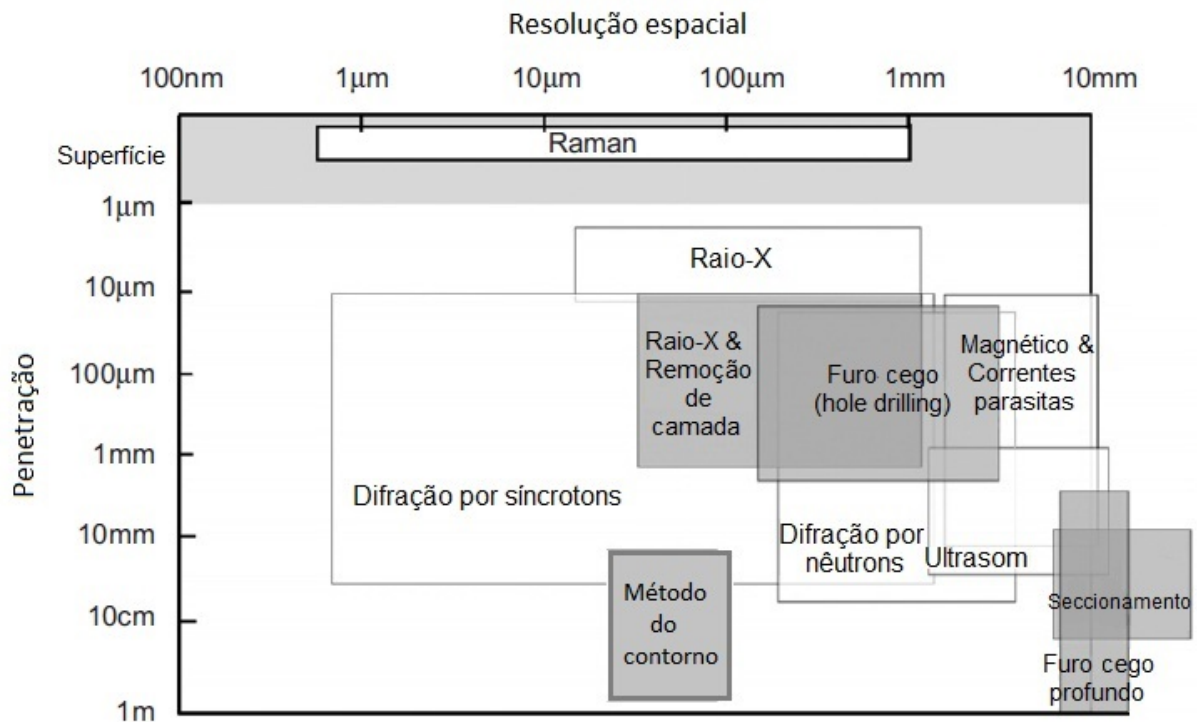 Resolução espacial
100nm 1µm 10µm 100µm 1mm 10mm
Superfície
Raman
1µm
Raio-X
10µm
Raio-X &
Remoção
de
camada
Furo cego
(hole drilling)
Magnético &
Correntes
parasitas
100µm
Penetração
1mm
Difração por síncrotons
10mm
Difração por
nêutrons
Ultrasom
Método
do
contorno
Seccionamento
10cm
Furo cego
profundo
1m